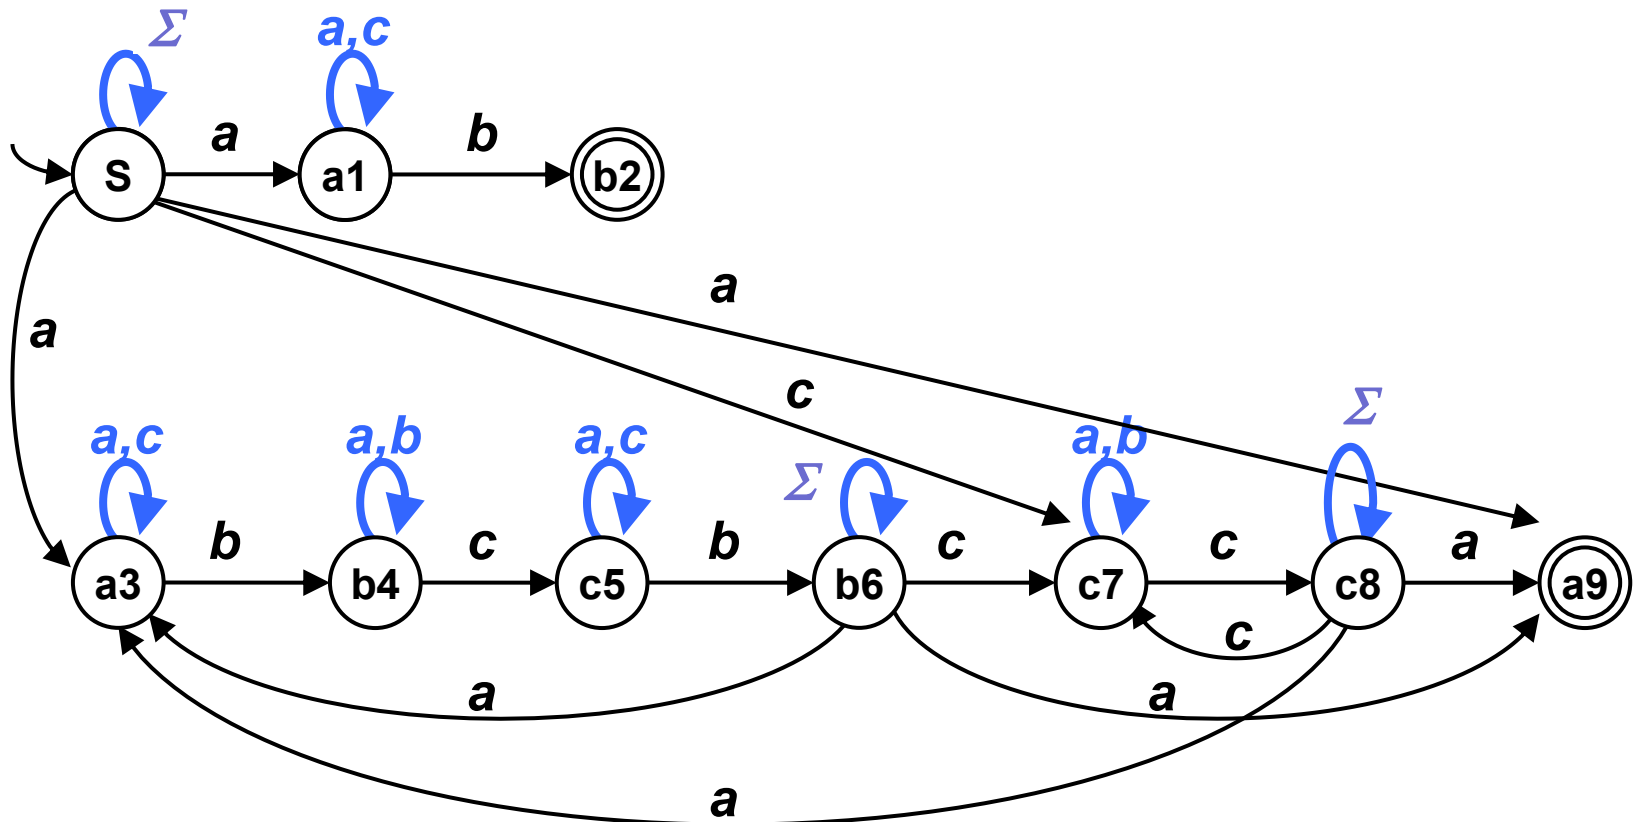 Σ a,c
a b
S a1 b2
a
a
c
Σ
a,c a,b a,c Σ a,b
b c b c c a
a3 b4 c5 b6 c7 c8 a9
c
a a
a